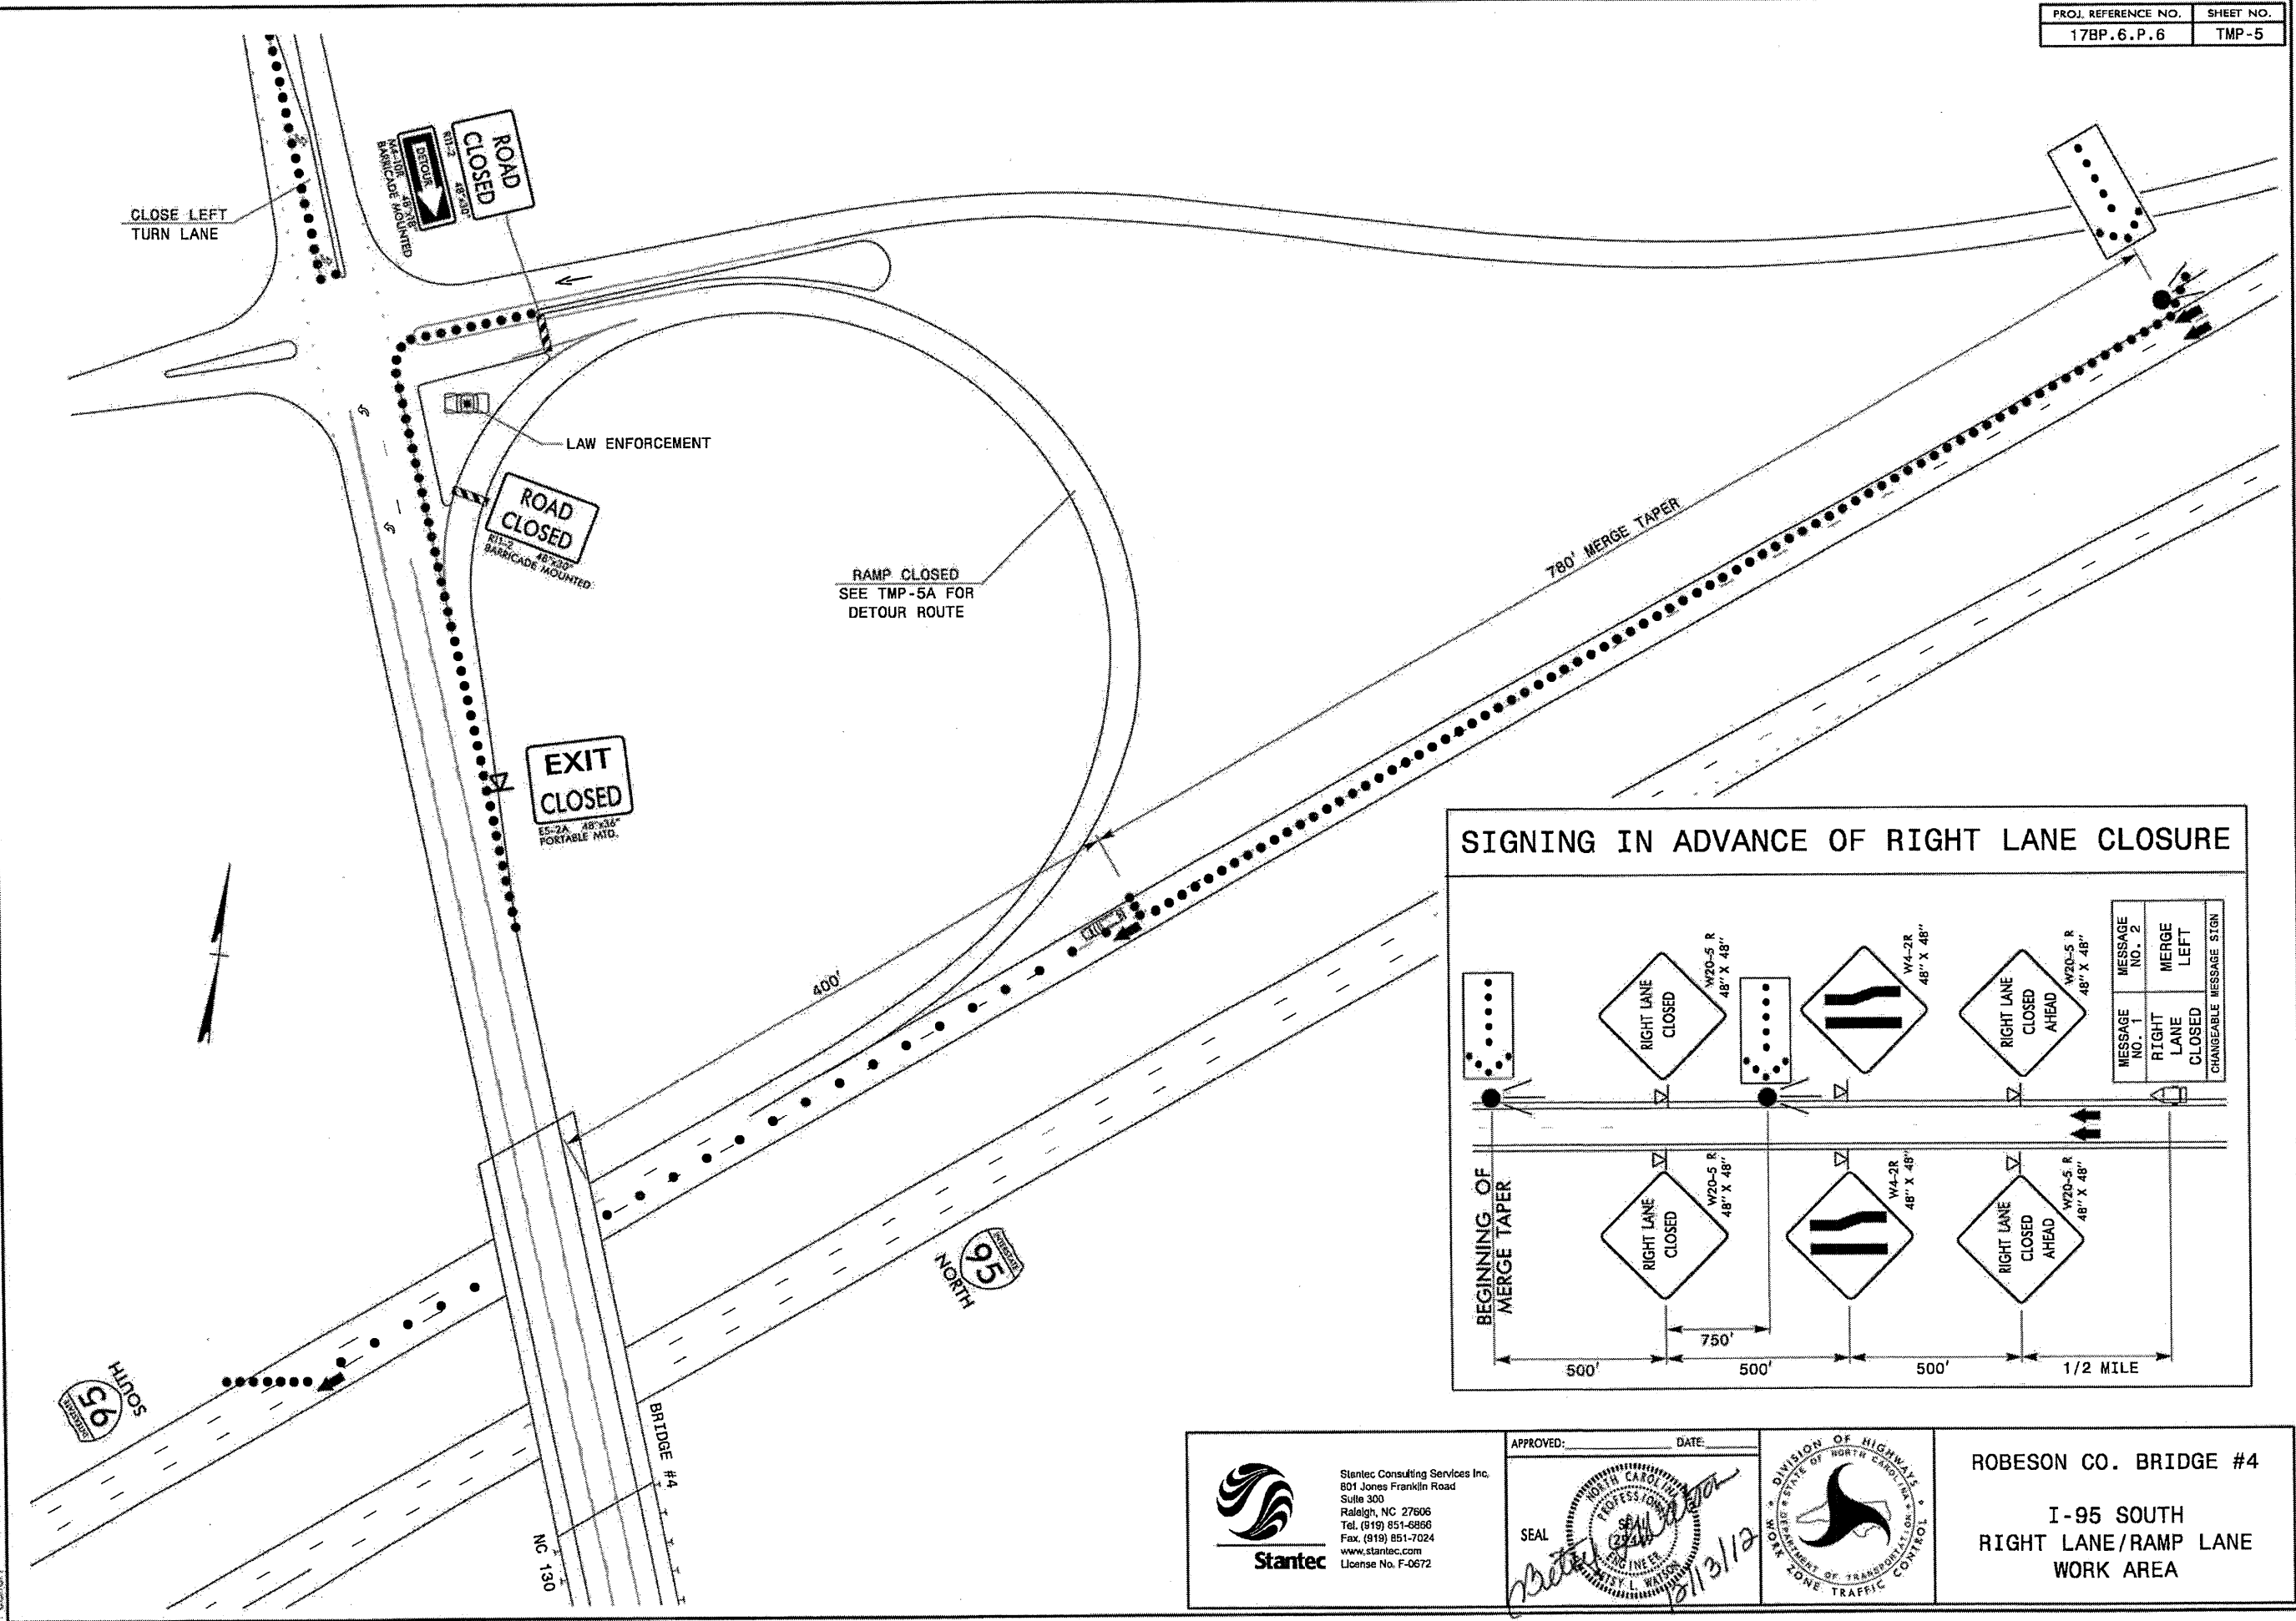 PROJ. REFERENCE NO.
SHEET NO.
17BP.6.P.6
TMP-5
CLOSE LEFT
TURN LANE
ROAD
CLOSED
R11-2 48"x30"
DETOUR
M4-10R 48"x18"
BARRICADE MOUNTED
LAW ENFORCEMENT
ROAD
CLOSED
R11-2 48"x30"
BARRICADE MOUNTED
RAMP CLOSED
SEE TMP-5A FOR
DETOUR ROUTE
780' MERGE TAPER
EXIT
CLOSED
E5-2A 48"x36"
PORTABLE MTD.
400'
INTERSTATE
95
NORTH
INTERSTATE
95
SOUTH
BRIDGE #4
NC 130
SIGNING IN ADVANCE OF RIGHT LANE CLOSURE
RIGHT LANE
CLOSED
W20-5 R
48" X 48"
W4-2R
48" X 48"
RIGHT LANE
CLOSED
AHEAD
W20-5 R
48" X 48"
MESSAGE
NO. 1
RIGHT
LANE
CLOSED
MESSAGE
NO. 2
MERGE
LEFT
CHANGEABLE MESSAGE SIGN
BEGINNING OF
MERGE TAPER
RIGHT LANE
CLOSED
W20-5 R
48" X 48"
W4-2R
48" X 48"
RIGHT LANE
CLOSED
AHEAD
W20-5 R
48" X 48"
750'
500'
500'
500'
1/2 MILE
Stantec
Stantec Consulting Services Inc.
801 Jones Franklin Road
Suite 300
Raleigh, NC 27606
Tel. (919) 851-6866
Fax. (919) 851-7024
www.stantec.com
License No. F-0672
APPROVED: DATE:
SEAL
NORTH CAROLINA
PROFESSIONAL
SEAL
ENGINEER
BETSY L. WATSON
DIVISION OF HIGHWAYS
STATE OF NORTH CAROLINA
DEPARTMENT OF TRANSPORTATION
WORK ZONE TRAFFIC CONTROL
ROBESON CO. BRIDGE #4
I-95 SOUTH
RIGHT LANE/RAMP LANE
WORK AREA